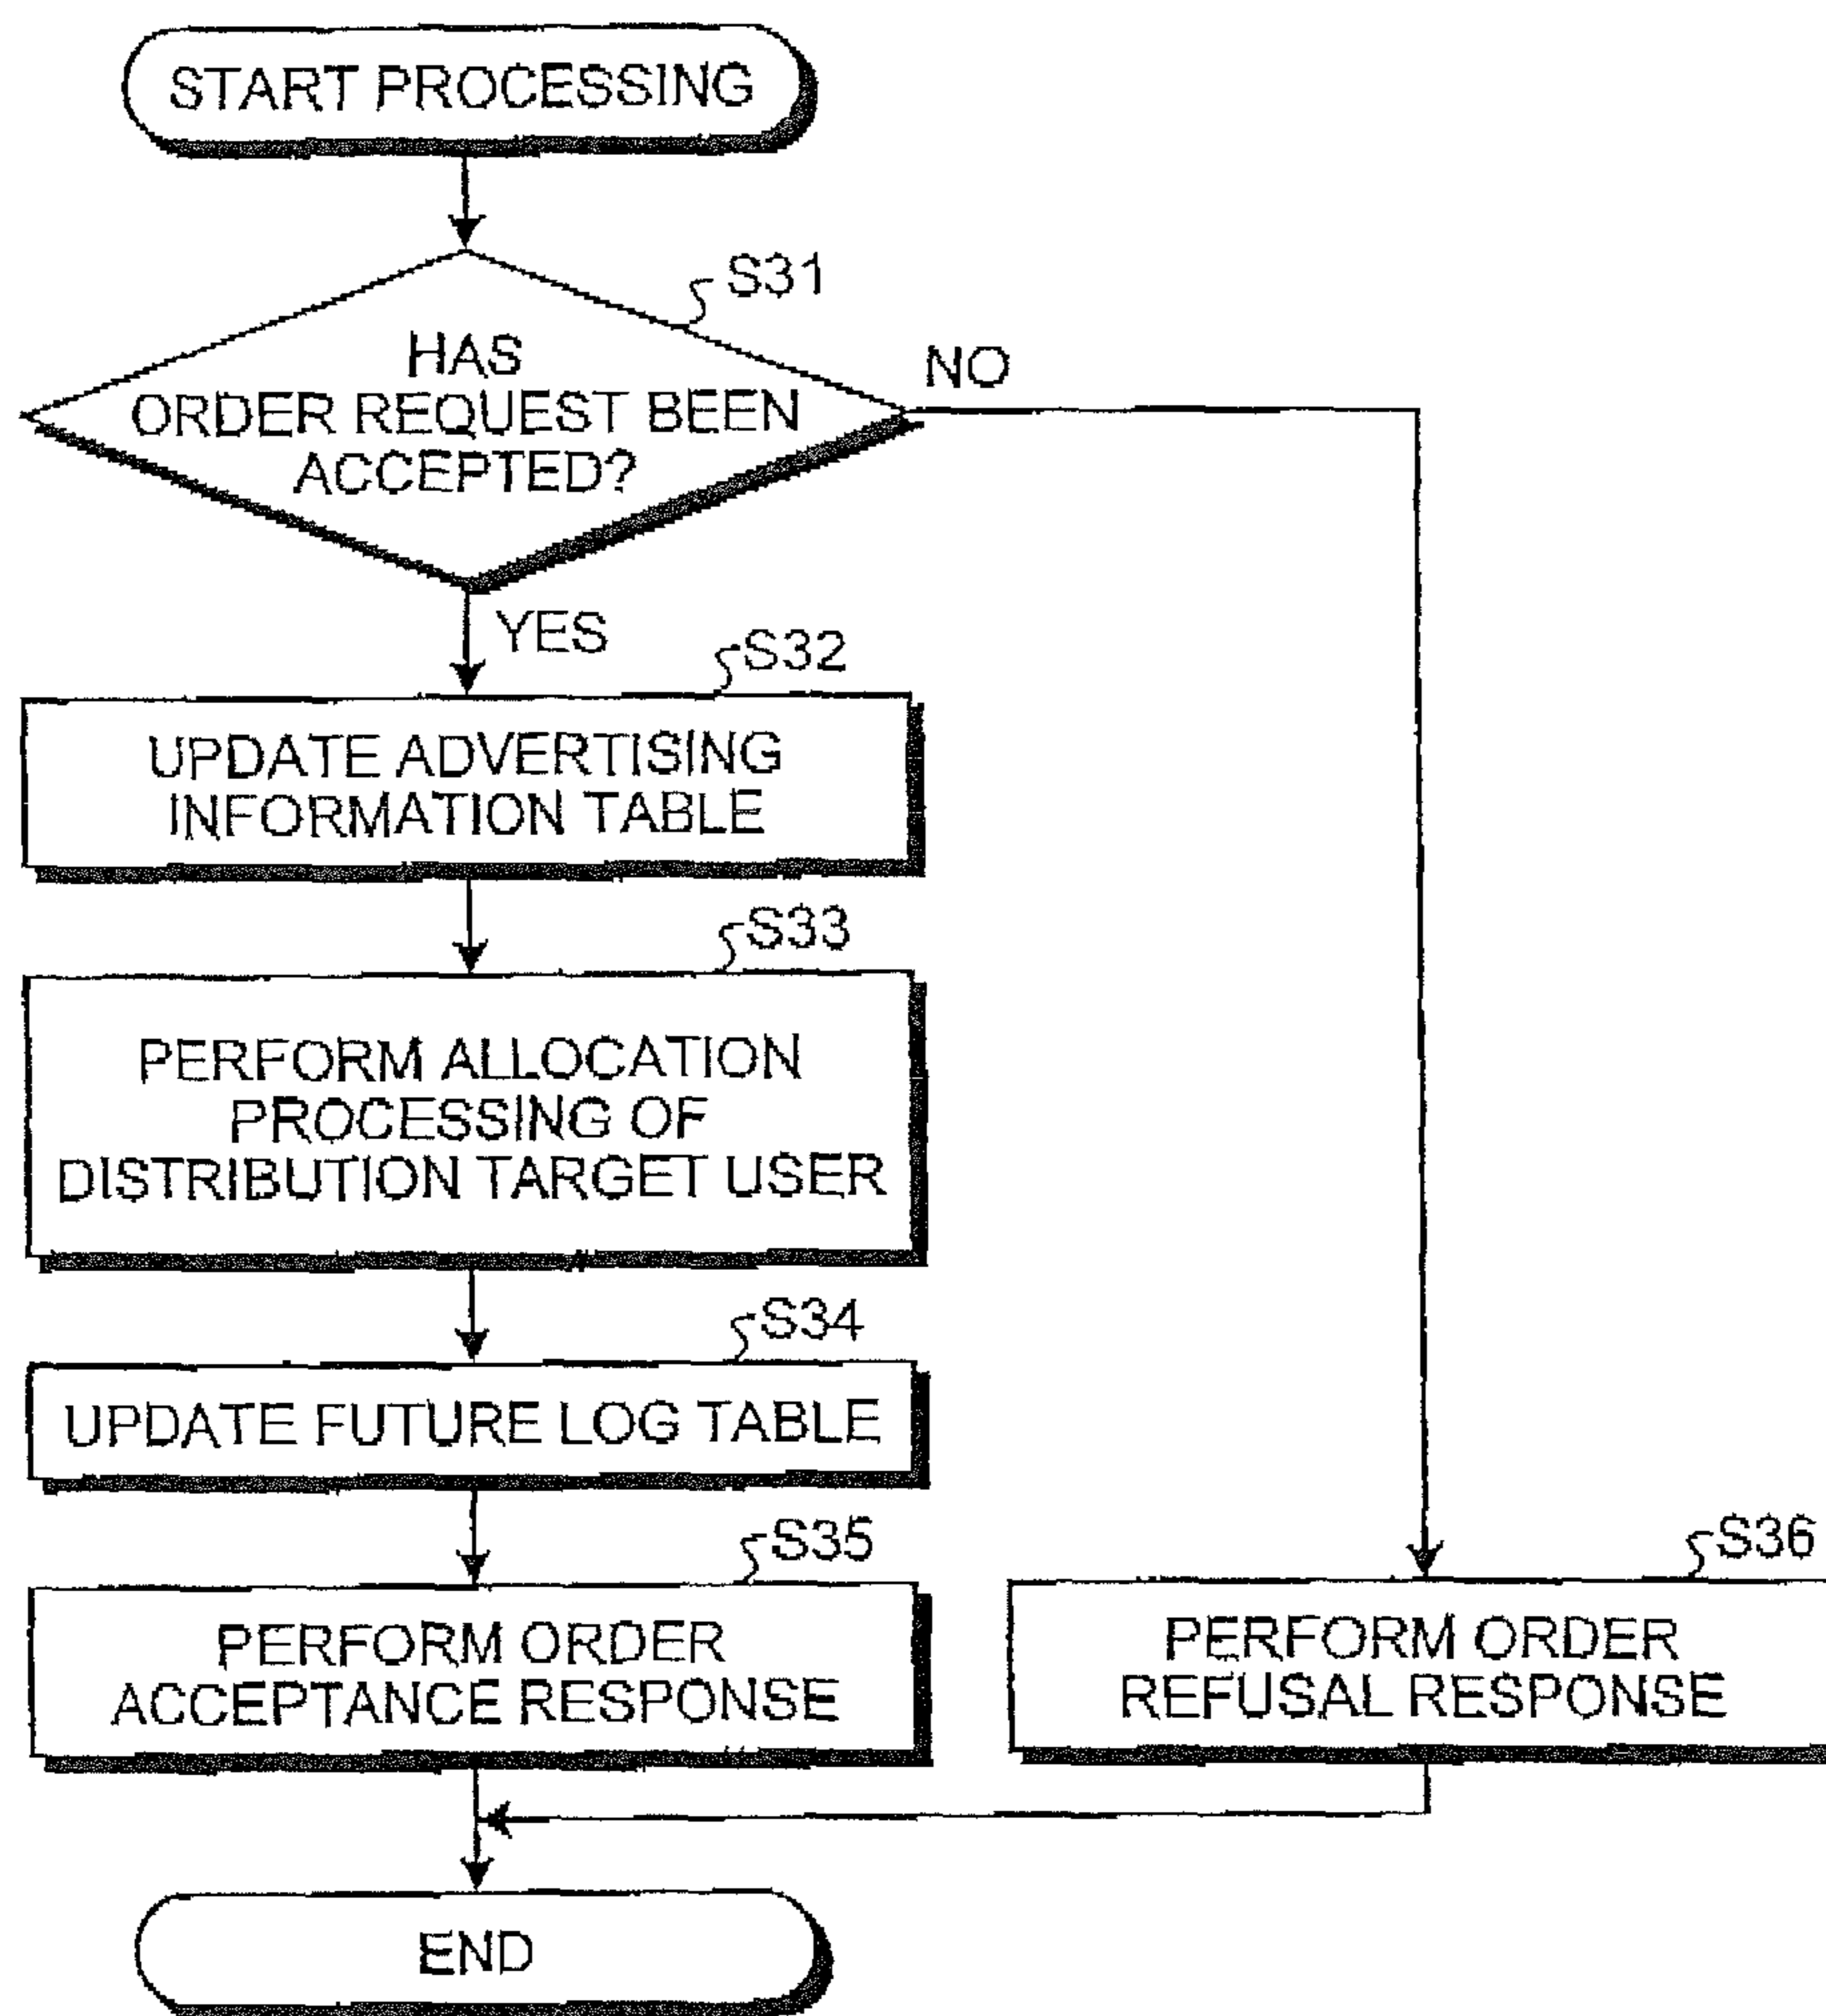 START PROCESSING
S31
HAS
ORDER REQUEST BEEN
ACCEPTED?
NO
YES
S32
UPDATE ADVERTISING
INFORMATION TABLE
S33
PERFORM ALLOCATION
PROCESSING OF
DISTRIBUTION TARGET USER
S34
UPDATE FUTURE LOG TABLE
S35
PERFORM ORDER
ACCEPTANCE RESPONSE
S36
PERFORM ORDER
REFUSAL RESPONSE
END